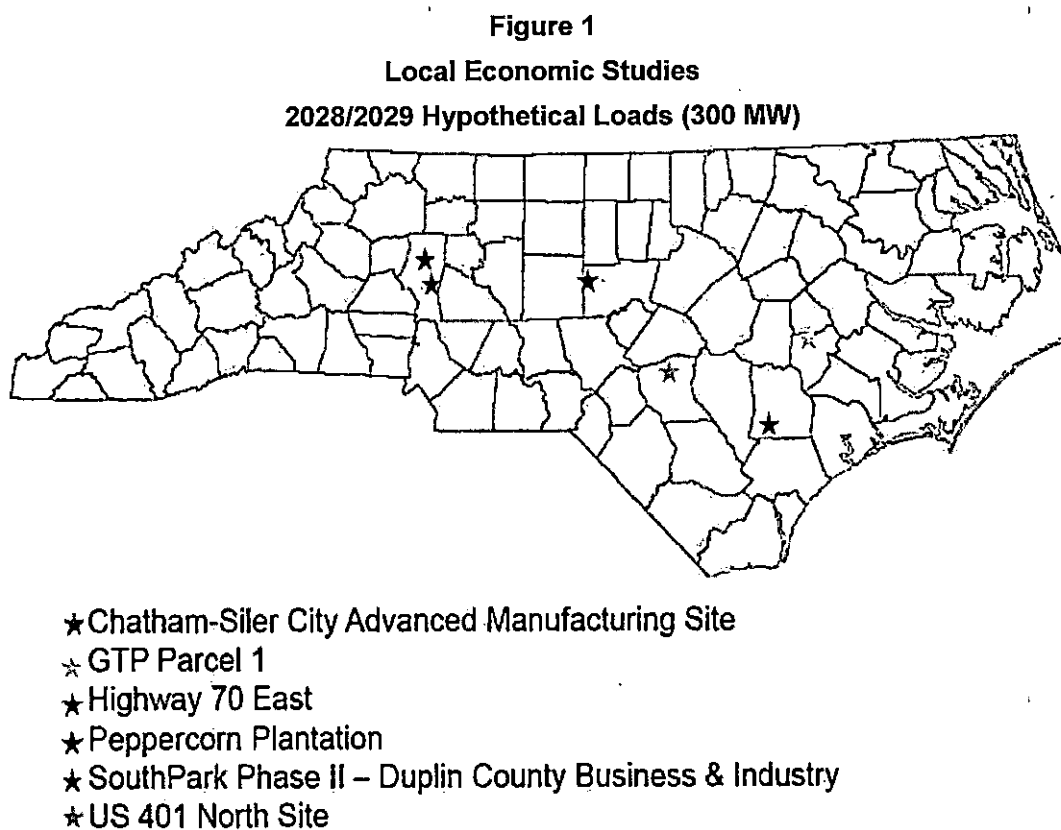 Figure 1
Local Economic Studies
2028/2029 Hypothetical Loads (300 MW)
Chatham-Siler City Advanced Manufacturing Site
GTP Parcel 1
Highway 70 East
Peppercorn Plantation
SouthPark Phase II – Duplin County Business & Industry
US 401 North Site